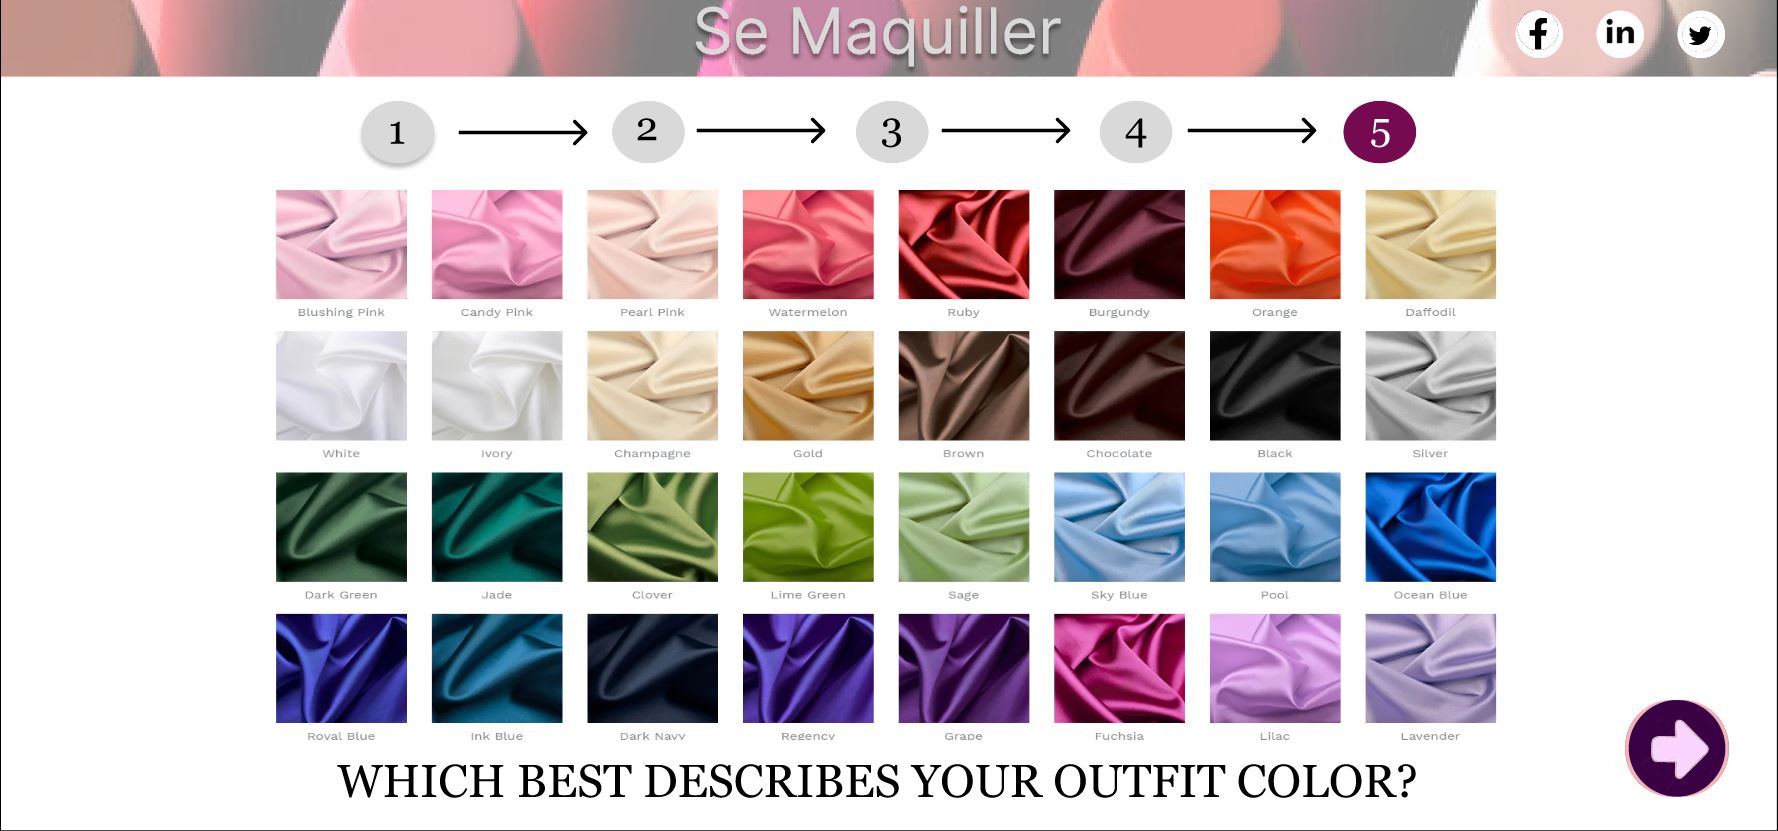 Se Maquiller
1 2 3 4 5
Blushing Pink Candy Pink Pearl Pink Watermelon Ruby Burgundy Orange Daffodil
White Ivory Champagne Gold Brown Chocolate Black Silver
Dark Green Jade Clover Lime Green Sage Sky Blue Pool Ocean Blue
Royal Blue Ink Blue Dark Navy Regency Grape Fuchsia Lilac Lavender
WHICH BEST DESCRIBES YOUR OUTFIT COLOR?